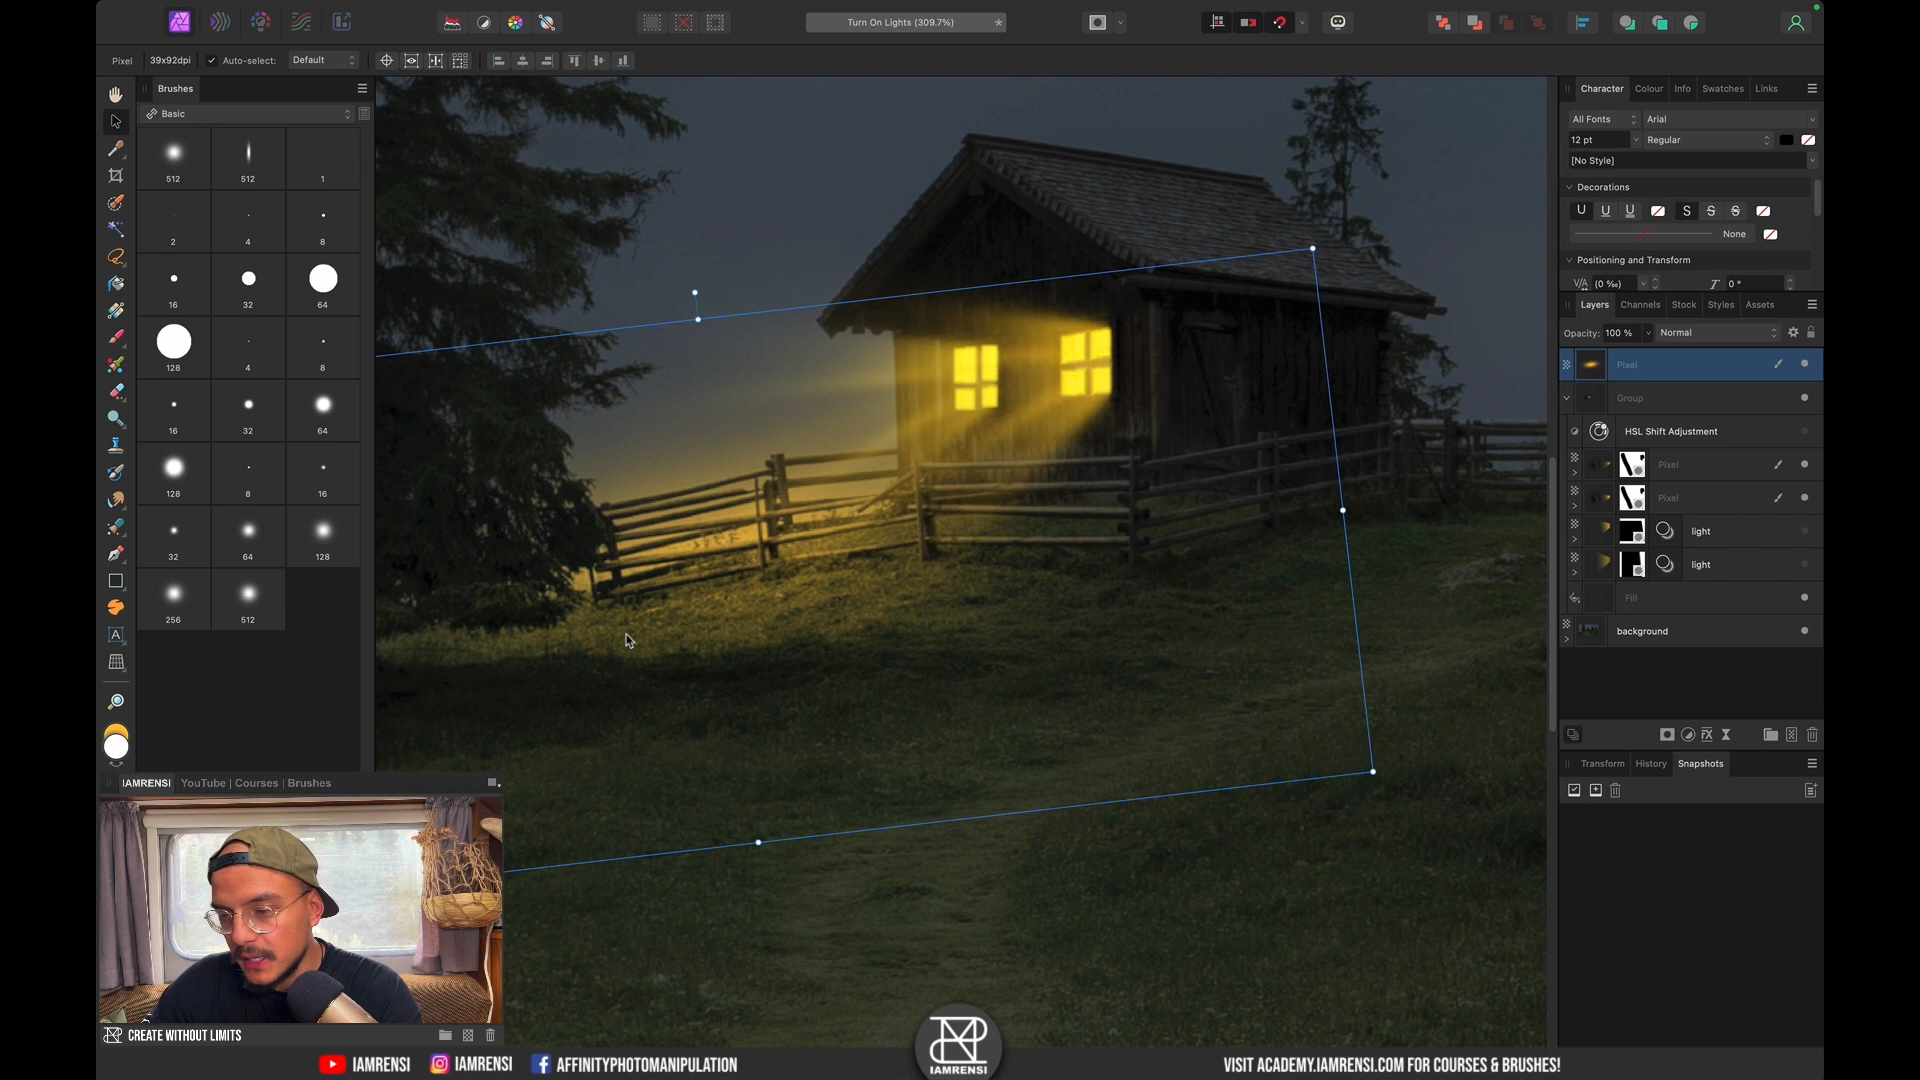 Turn On Lights (309.7%)
*
Pixel
39x92dpi
Auto-select:
Default
Brushes
Basic
512
512
1
2
4
8
16
32
64
128
4
8
16
32
64
128
8
16
32
64
128
256
512
IAMRENSI
YouTube | Courses | Brushes
CREATE WITHOUT LIMITS
IAMRENSI
IAMRENSI
AFFINITYPHOTOMANIPULATION
IAMRENSI
VISIT ACADEMY.IAMRENSI.COM FOR COURSES & BRUSHES!
Character
Colour
Info
Swatches
Links
All Fonts
Arial
12 pt
Regular
[No Style]
Decorations
U U U S S S
None
Positioning and Transform
V/A (0 ‰)
T 0 °
Layers
Channels
Stock
Styles
Assets
Opacity: 100 %
Normal
Pixel
Group
HSL Shift Adjustment
Pixel
Pixel
light
light
Fill
background
Transform
History
Snapshots